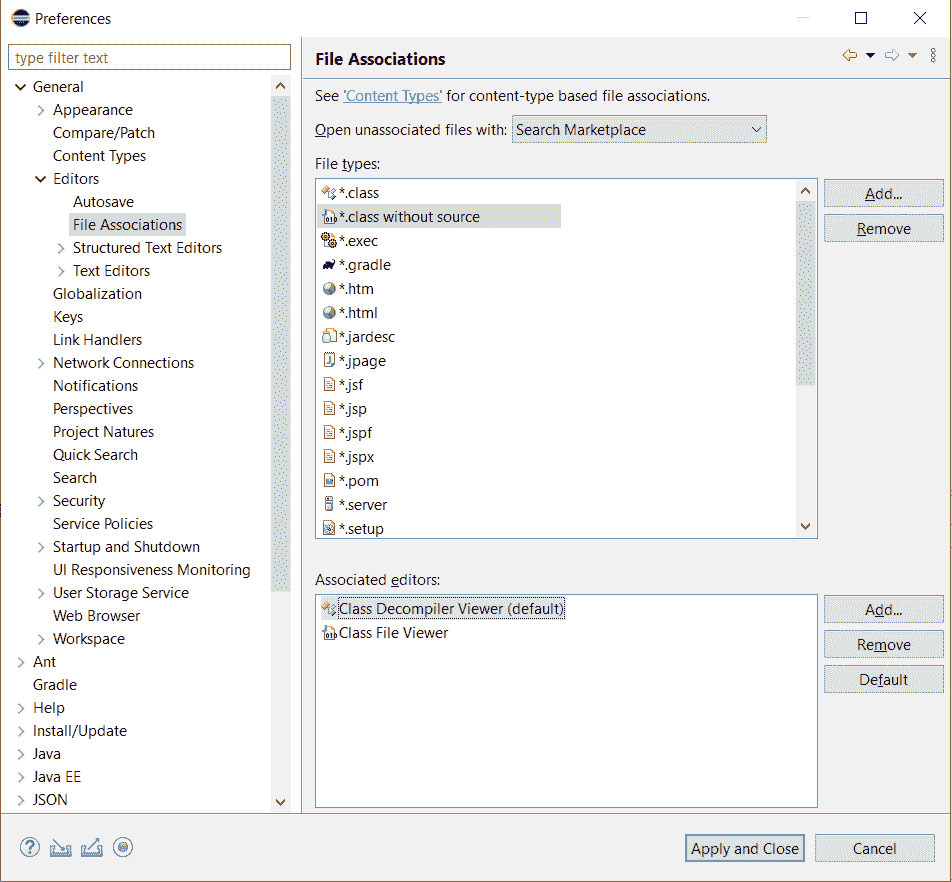 Preferences
type filter text
General
Appearance
Compare/Patch
Content Types
Editors
Autosave
File Associations
Structured Text Editors
Text Editors
Globalization
Keys
Link Handlers
Network Connections
Notifications
Perspectives
Project Natures
Quick Search
Search
Security
Service Policies
Startup and Shutdown
UI Responsiveness Monitoring
User Storage Service
Web Browser
Workspace
Ant
Gradle
Help
Install/Update
Java
Java EE
JSON
File Associations
See 'Content Types' for content-type based file associations.
Open unassociated files with: Search Marketplace
File types:
*.class
*.class without source
*.exec
*.gradle
*.htm
*.html
*.jardesc
*.jpage
*.jsf
*.jsp
*.jspf
*.jspx
*.pom
*.server
*.setup
Add...
Remove
Associated editors:
Class Decompiler Viewer (default)
Class File Viewer
Add...
Remove
Default
Apply and Close
Cancel